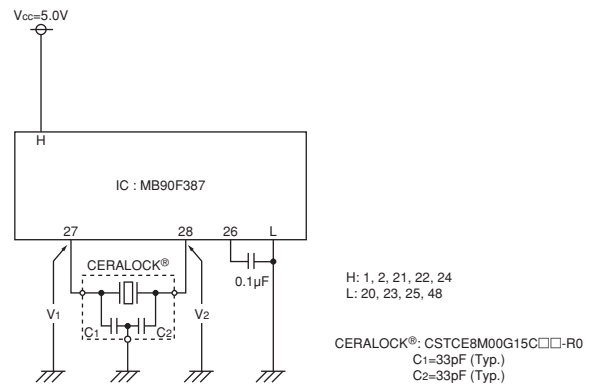 Vcc=5.0V
H
IC : MB90F387
27 28 26 L
CERALOCK®
0.1μF
V1 C1 C2 V2
H: 1, 2, 21, 22, 24
L: 20, 23, 25, 48
CERALOCK®: CSTCE8M00G15C□□-R0
C1=33pF (Typ.)
C2=33pF (Typ.)